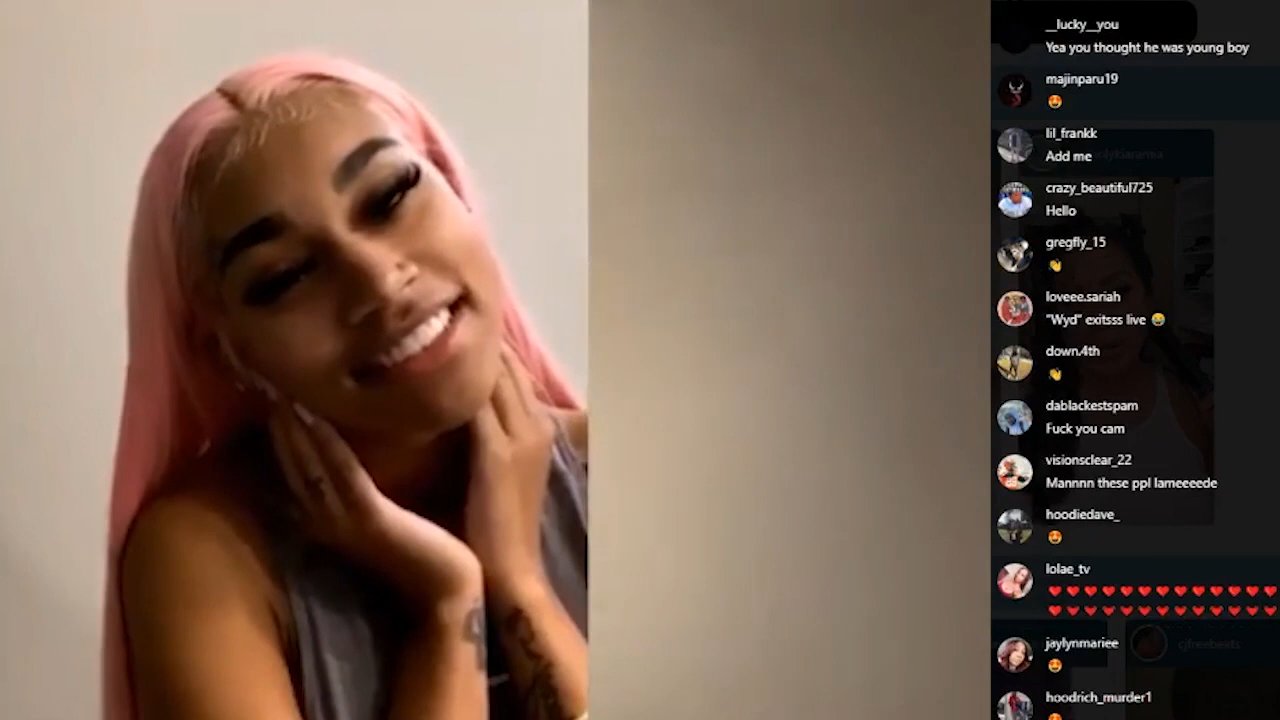 __lucky__you
Yea you thought he was young boy
majinparu19
😍
lil_frankk
Add me
crazy_beautiful725
Hello
gregfly_15
👏
loveee.sariah
"Wyd" exitsss live 😂
down.4th
👏
dablackestspam
Fuck you cam
visionsclear_22
Mannnn these ppl lameeeede
hoodiedave_
😍
lolae_tv
❤❤❤❤❤❤❤❤❤❤❤❤❤
❤❤❤❤❤❤❤❤❤❤❤❤❤
jaylynmariee
😍
cjfreebeats
hoodrich_murder1
😍